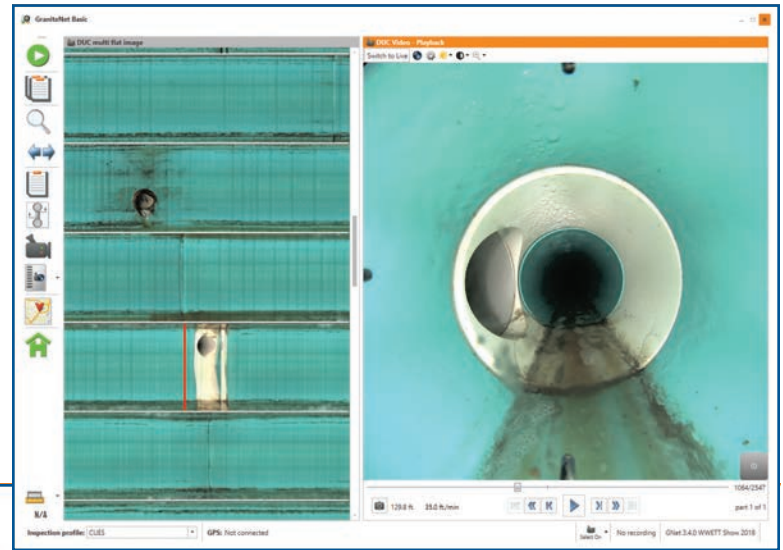 GraniteNet Basic
DUC multi flat image
DUC Video - Playback
Switch to Live
1064/2547
129.8 ft.
35.0 ft/min
part 1 of 1
N/A
Inspection profile: CUES
GPS: Not connected
Select On
No recording
GNet 3.4.0 WWETT Show 2018